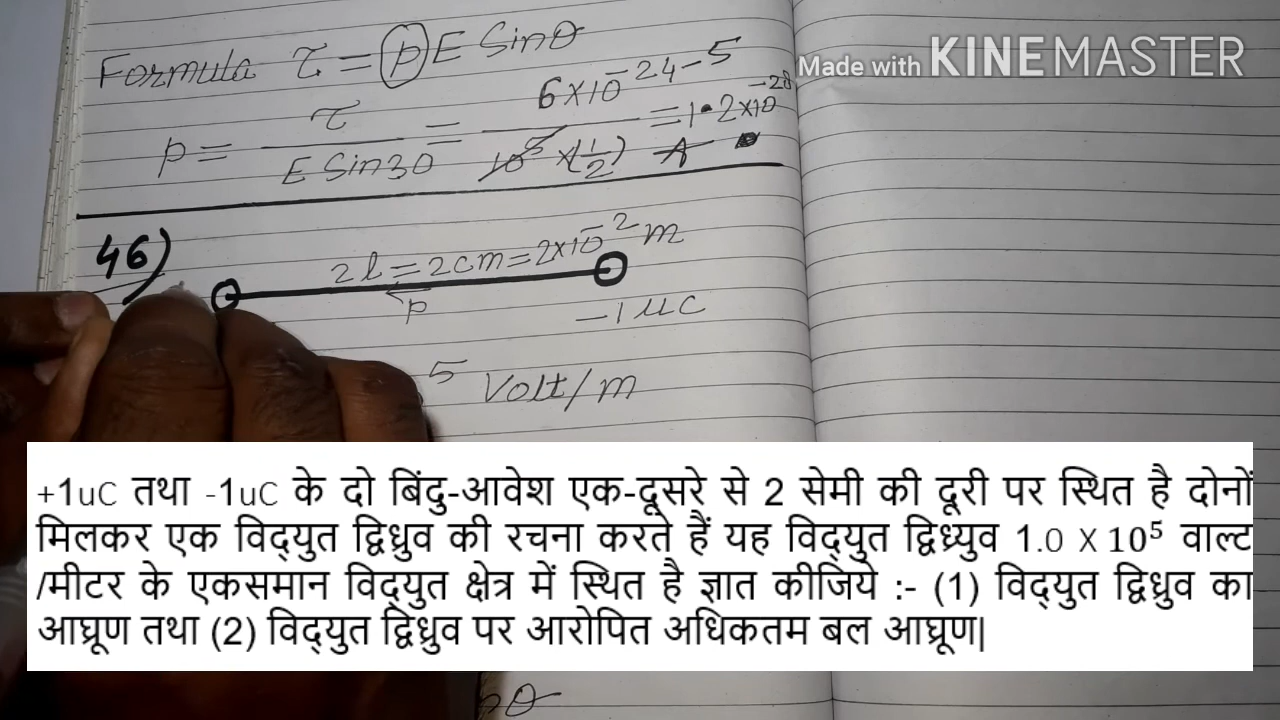 Formula τ = p E Sinθ
Made with KINEMASTER
p = τ / E Sin30 = 6×10^-24-5 / 10^5 ×(1/2) = 1.2×10^-28 A
46)
2l = 2cm = 2×10^-2 m
p
-1 μc
5 Volt/m
+1uC तथा -1uC के दो बिंदु-आवेश एक-दूसरे से 2 सेमी की दूरी पर स्थित है दोनों
मिलकर एक विद्युत द्विध्रुव की रचना करते हैं यह विद्युत द्विध्युव 1.0 X 10⁵ वाल्ट
/मीटर के एकसमान विद्युत क्षेत्र में स्थित है ज्ञात कीजिये :- (1) विद्युत द्विध्रुव का
आघ्रूण तथा (2) विद्युत द्विध्रुव पर आरोपित अधिकतम बल आघ्रूण|